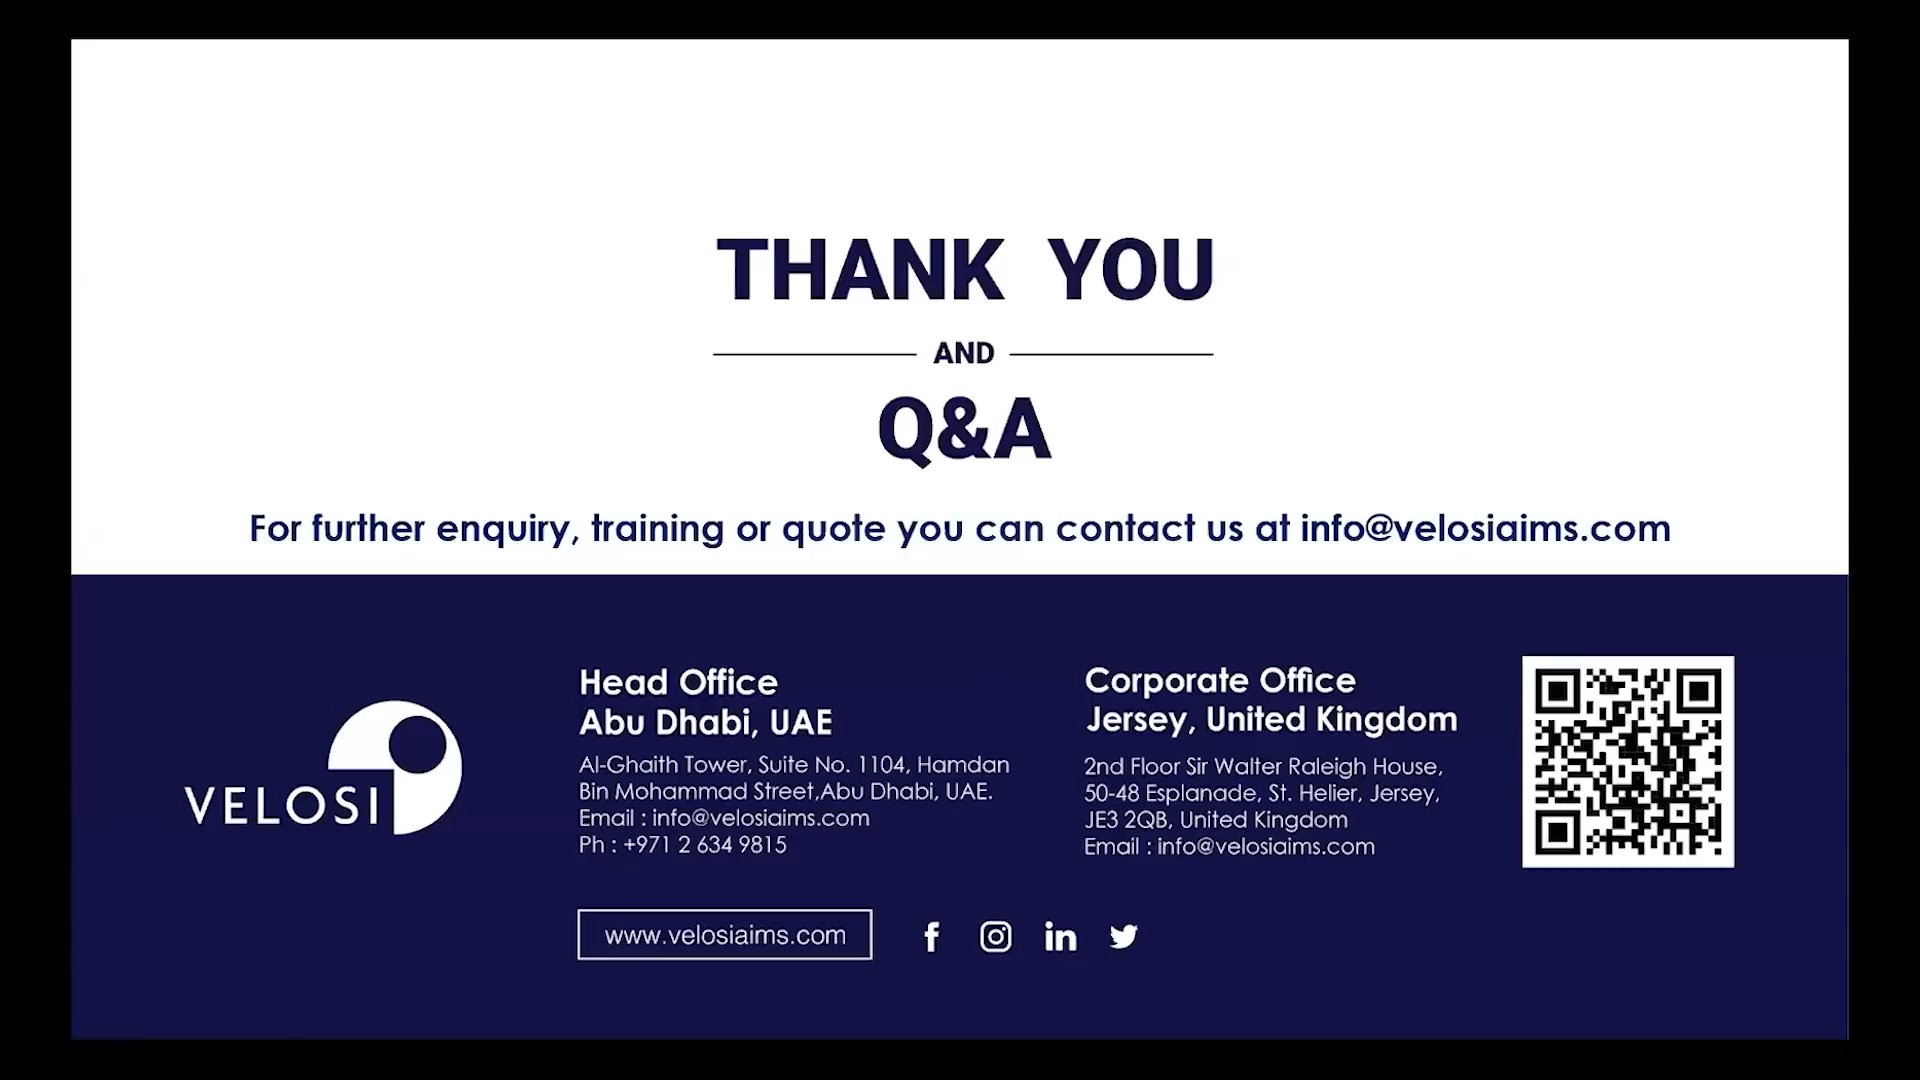 THANK YOU
AND
Q&A
For further enquiry, training or quote you can contact us at info@velosiaims.com
VELOSI
Head Office
Abu Dhabi, UAE
Al-Ghaith Tower, Suite No. 1104, Hamdan
Bin Mohammad Street,Abu Dhabi, UAE.
Email : info@velosiaims.com
Ph : +971 2 634 9815
Corporate Office
Jersey, United Kingdom
2nd Floor Sir Walter Raleigh House,
50-48 Esplanade, St. Helier, Jersey,
JE3 2QB, United Kingdom
Email : info@velosiaims.com
www.velosiaims.com